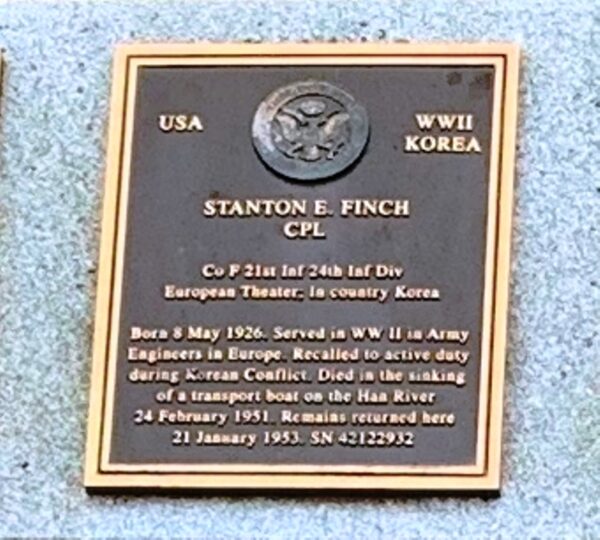 USA
WWII
KOREA
STANTON E. FINCH
CPL
Co F 21st Inf 24th Inf Div
European Theater; In country Korea
Born 8 May 1926. Served in WW II in Army
Engineers in Europe. Recalled to active duty
during Korean Conflict. Died in the sinking
of a transport boat on the Han River
24 February 1951. Remains returned here
21 January 1953. SN 42122932